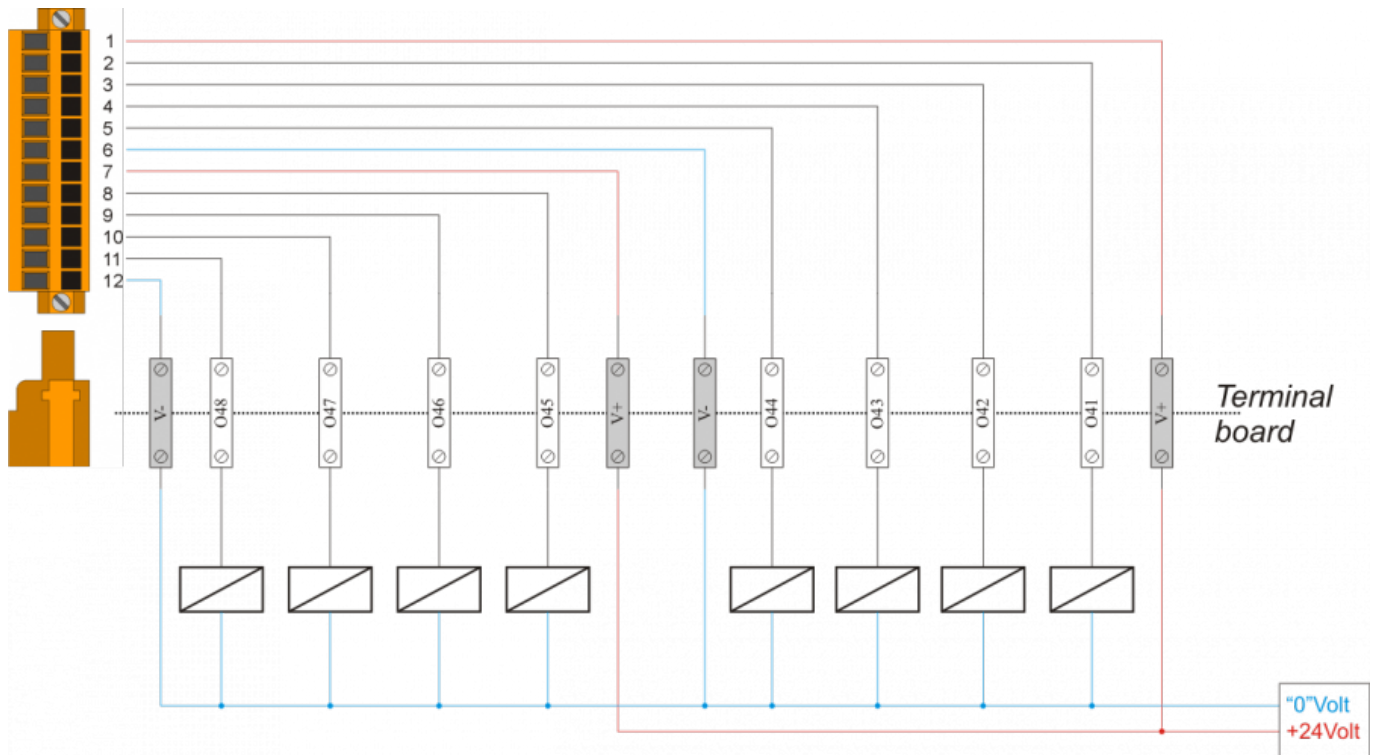 1
2
3
4
5
6
7
8
9
10
11
12
V-
O48
O47
O46
O45
V+
V-
O44
O43
O42
O41
V+
Terminal
board
"0"Volt
+24Volt